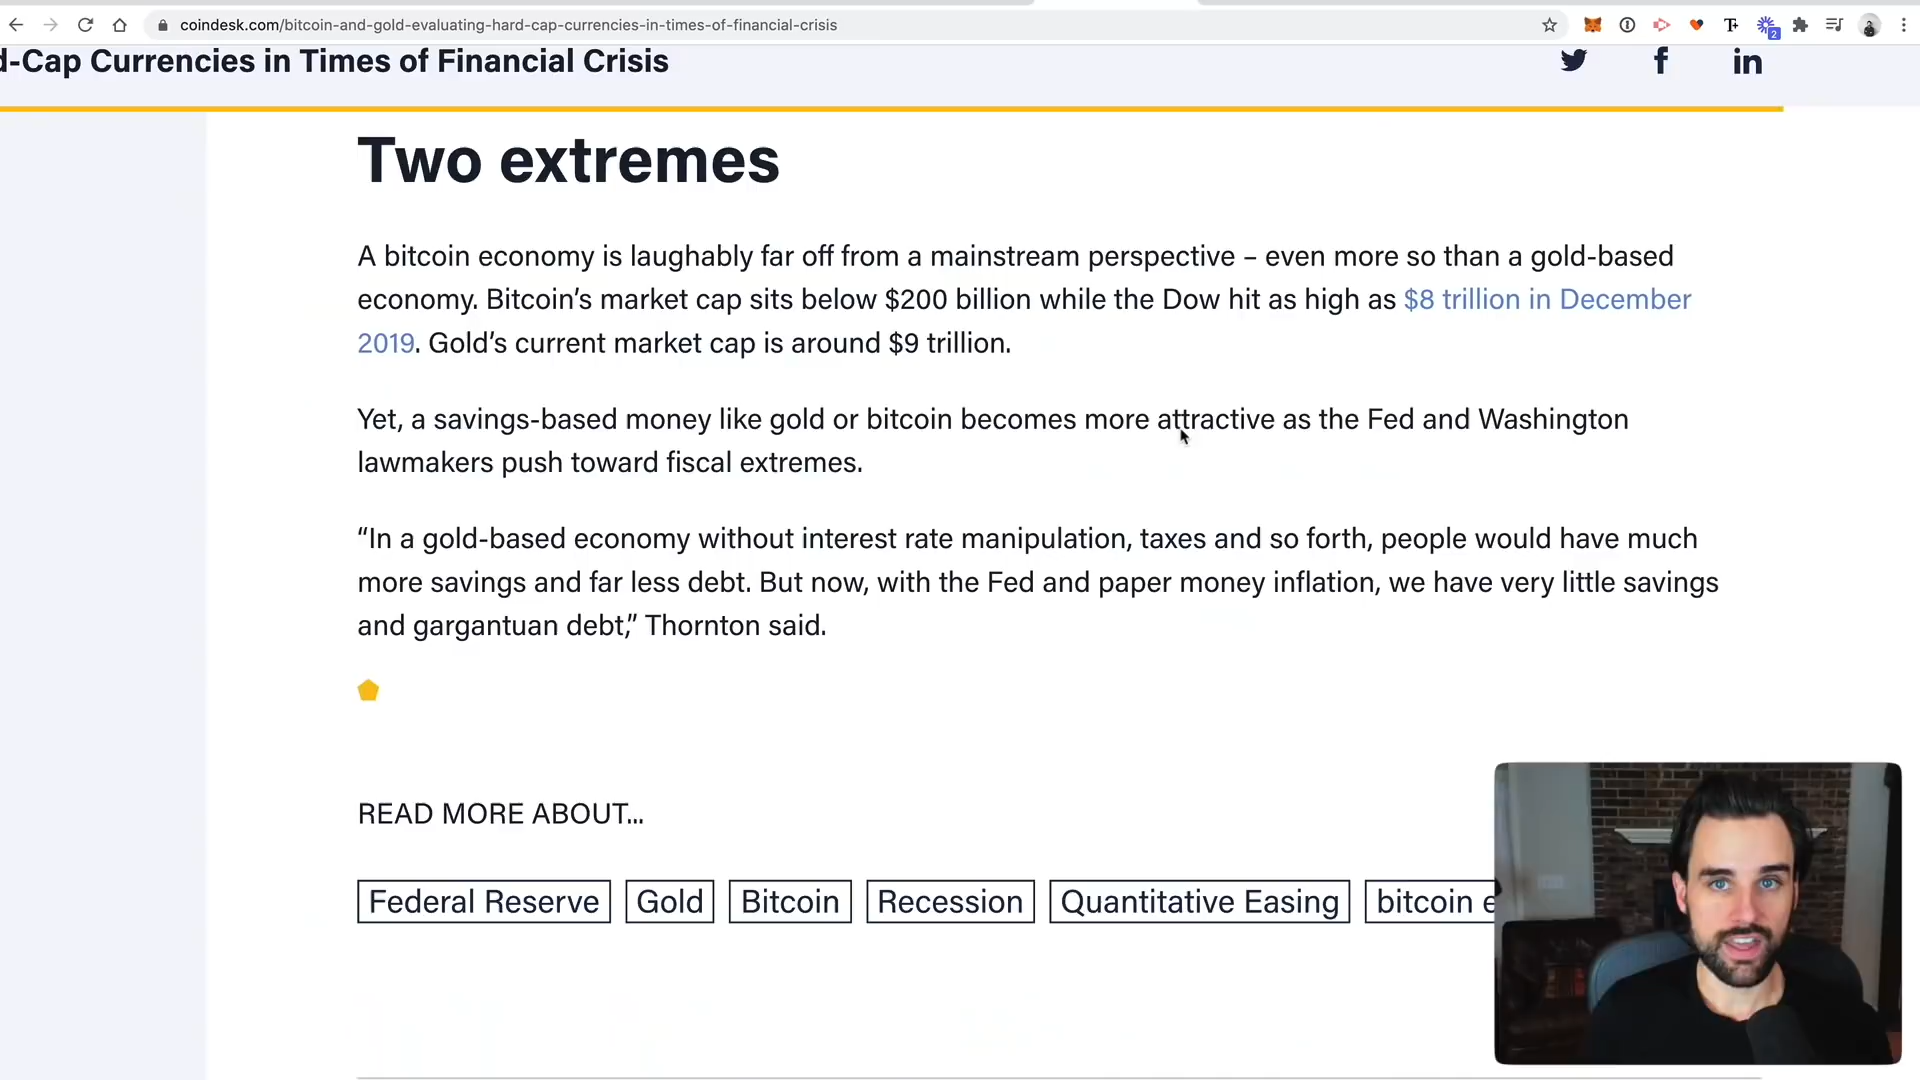 coindesk.com/bitcoin-and-gold-evaluating-hard-cap-currencies-in-times-of-financial-crisis
2
d-Cap Currencies in Times of Financial Crisis
Two extremes
A bitcoin economy is laughably far off from a mainstream perspective – even more so than a gold-based
economy. Bitcoin’s market cap sits below $200 billion while the Dow hit as high as $8 trillion in December
2019. Gold’s current market cap is around $9 trillion.
Yet, a savings-based money like gold or bitcoin becomes more attractive as the Fed and Washington
lawmakers push toward fiscal extremes.
“In a gold-based economy without interest rate manipulation, taxes and so forth, people would have much
more savings and far less debt. But now, with the Fed and paper money inflation, we have very little savings
and gargantuan debt,” Thornton said.
READ MORE ABOUT...
Federal Reserve Gold Bitcoin Recession Quantitative Easing bitcoin e